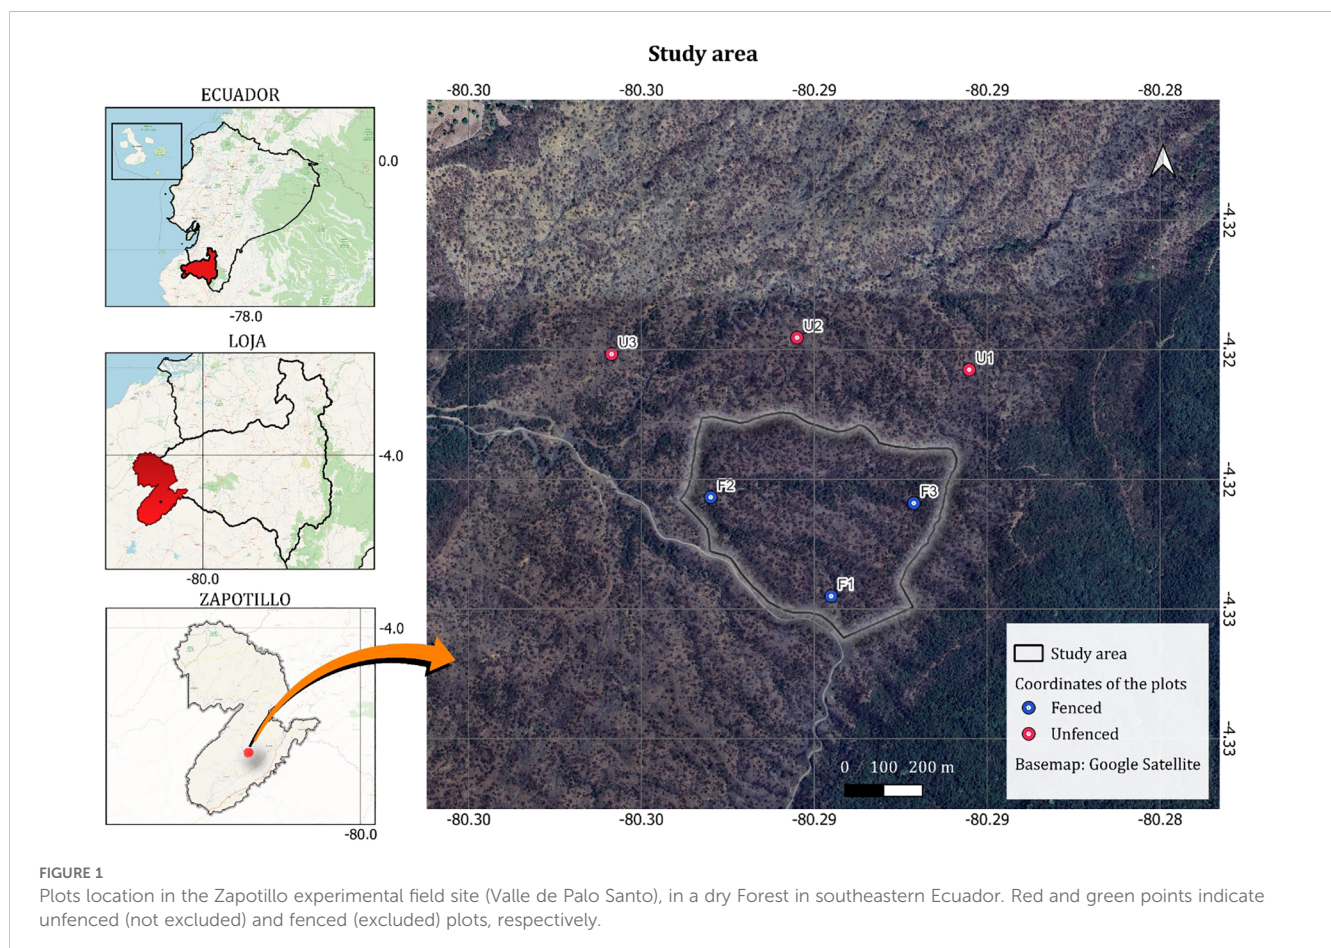 Study area
ECUADOR
0.0
-78.0
LOJA
-4.0
-80.0
ZAPOTILLO
-4.0
-80.0
-80.30 -80.30 -80.29 -80.29 -80.28
-4.32
-4.32
-4.32
-4.33
-4.33
U3
U2
U1
F2
F3
F1
0 100 200 m
Study area
Coordinates of the plots
Fenced
Unfenced
Basemap: Google Satellite
-80.30 -80.30 -80.29 -80.29 -80.28
FIGURE 1
Plots location in the Zapotillo experimental field site (Valle de Palo Santo), in a dry Forest in southeastern Ecuador. Red and green points indicate
unfenced (not excluded) and fenced (excluded) plots, respectively.